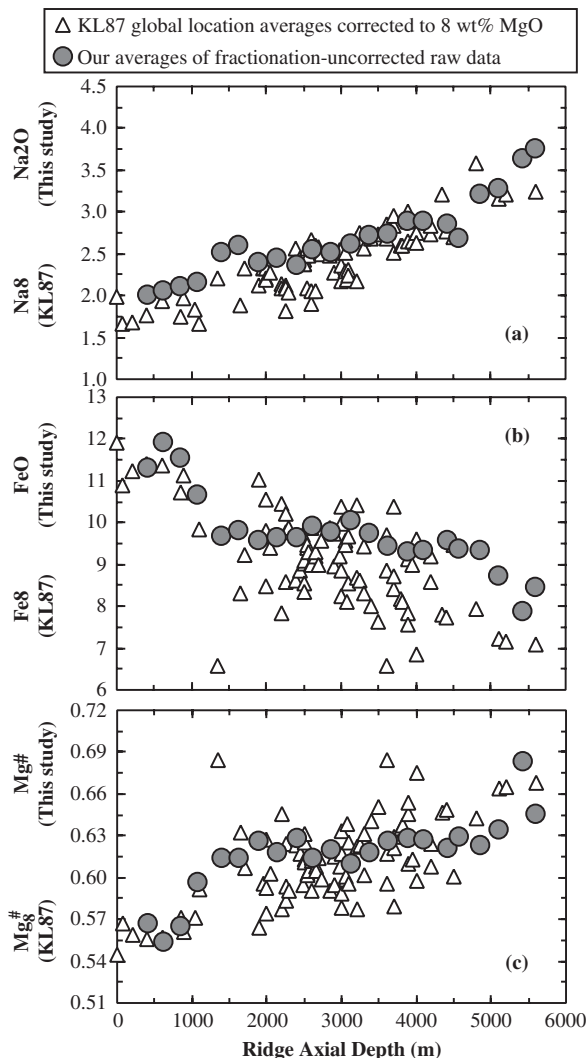 △ KL87 global location averages corrected to 8 wt% MgO
Our averages of fractionation-uncorrected raw data
Na2O
(This study)
Na8
(KL87)
4.5
4.0
3.5
3.0
2.5
2.0
1.5
1.0
(a)
FeO
(This study)
Fe8
(KL87)
13
12
11
10
9
8
7
6
(b)
Mg#
(This study)
Mg#8
(KL87)
0.72
0.69
0.66
0.63
0.60
0.57
0.54
0.51
(c)
0 1000 2000 3000 4000 5000 6000
Ridge Axial Depth (m)